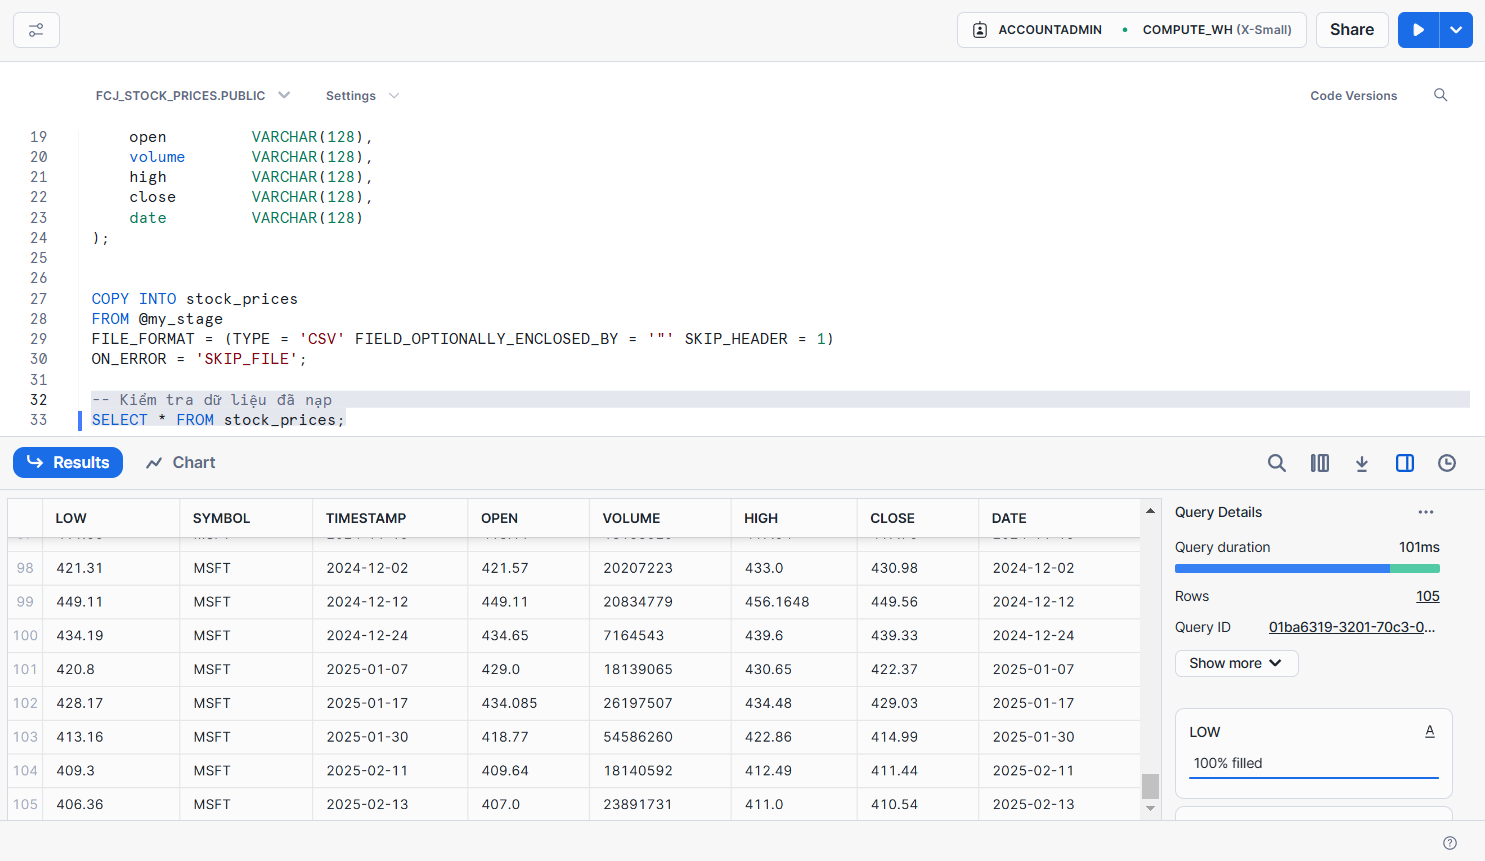 ACCOUNTADMIN • COMPUTE_WH (X-Small)
Share
FCJ_STOCK_PRICES.PUBLIC
Settings
Code Versions
19 open VARCHAR(128),
20 volume VARCHAR(128),
21 high VARCHAR(128),
22 close VARCHAR(128),
23 date VARCHAR(128)
24 );
25
26
27 COPY INTO stock_prices
28 FROM @my_stage
29 FILE_FORMAT = (TYPE = 'CSV' FIELD_OPTIONALLY_ENCLOSED_BY = '"' SKIP_HEADER = 1)
30 ON_ERROR = 'SKIP_FILE';
31
32 -- Kiểm tra dữ liệu đã nạp
33 SELECT * FROM stock_prices;
Results
Chart
LOW SYMBOL TIMESTAMP OPEN VOLUME HIGH CLOSE DATE
98 421.31 MSFT 2024-12-02 421.57 20207223 433.0 430.98 2024-12-02
99 449.11 MSFT 2024-12-12 449.11 20834779 456.1648 449.56 2024-12-12
100 434.19 MSFT 2024-12-24 434.65 7164543 439.6 439.33 2024-12-24
101 420.8 MSFT 2025-01-07 429.0 18139065 430.65 422.37 2025-01-07
102 428.17 MSFT 2025-01-17 434.085 26197507 434.48 429.03 2025-01-17
103 413.16 MSFT 2025-01-30 418.77 54586260 422.86 414.99 2025-01-30
104 409.3 MSFT 2025-02-11 409.64 18140592 412.49 411.44 2025-02-11
105 406.36 MSFT 2025-02-13 407.0 23891731 411.0 410.54 2025-02-13
Query Details
Query duration 101ms
Rows 105
Query ID 01ba6319-3201-70c3-0...
Show more
LOW A
100% filled